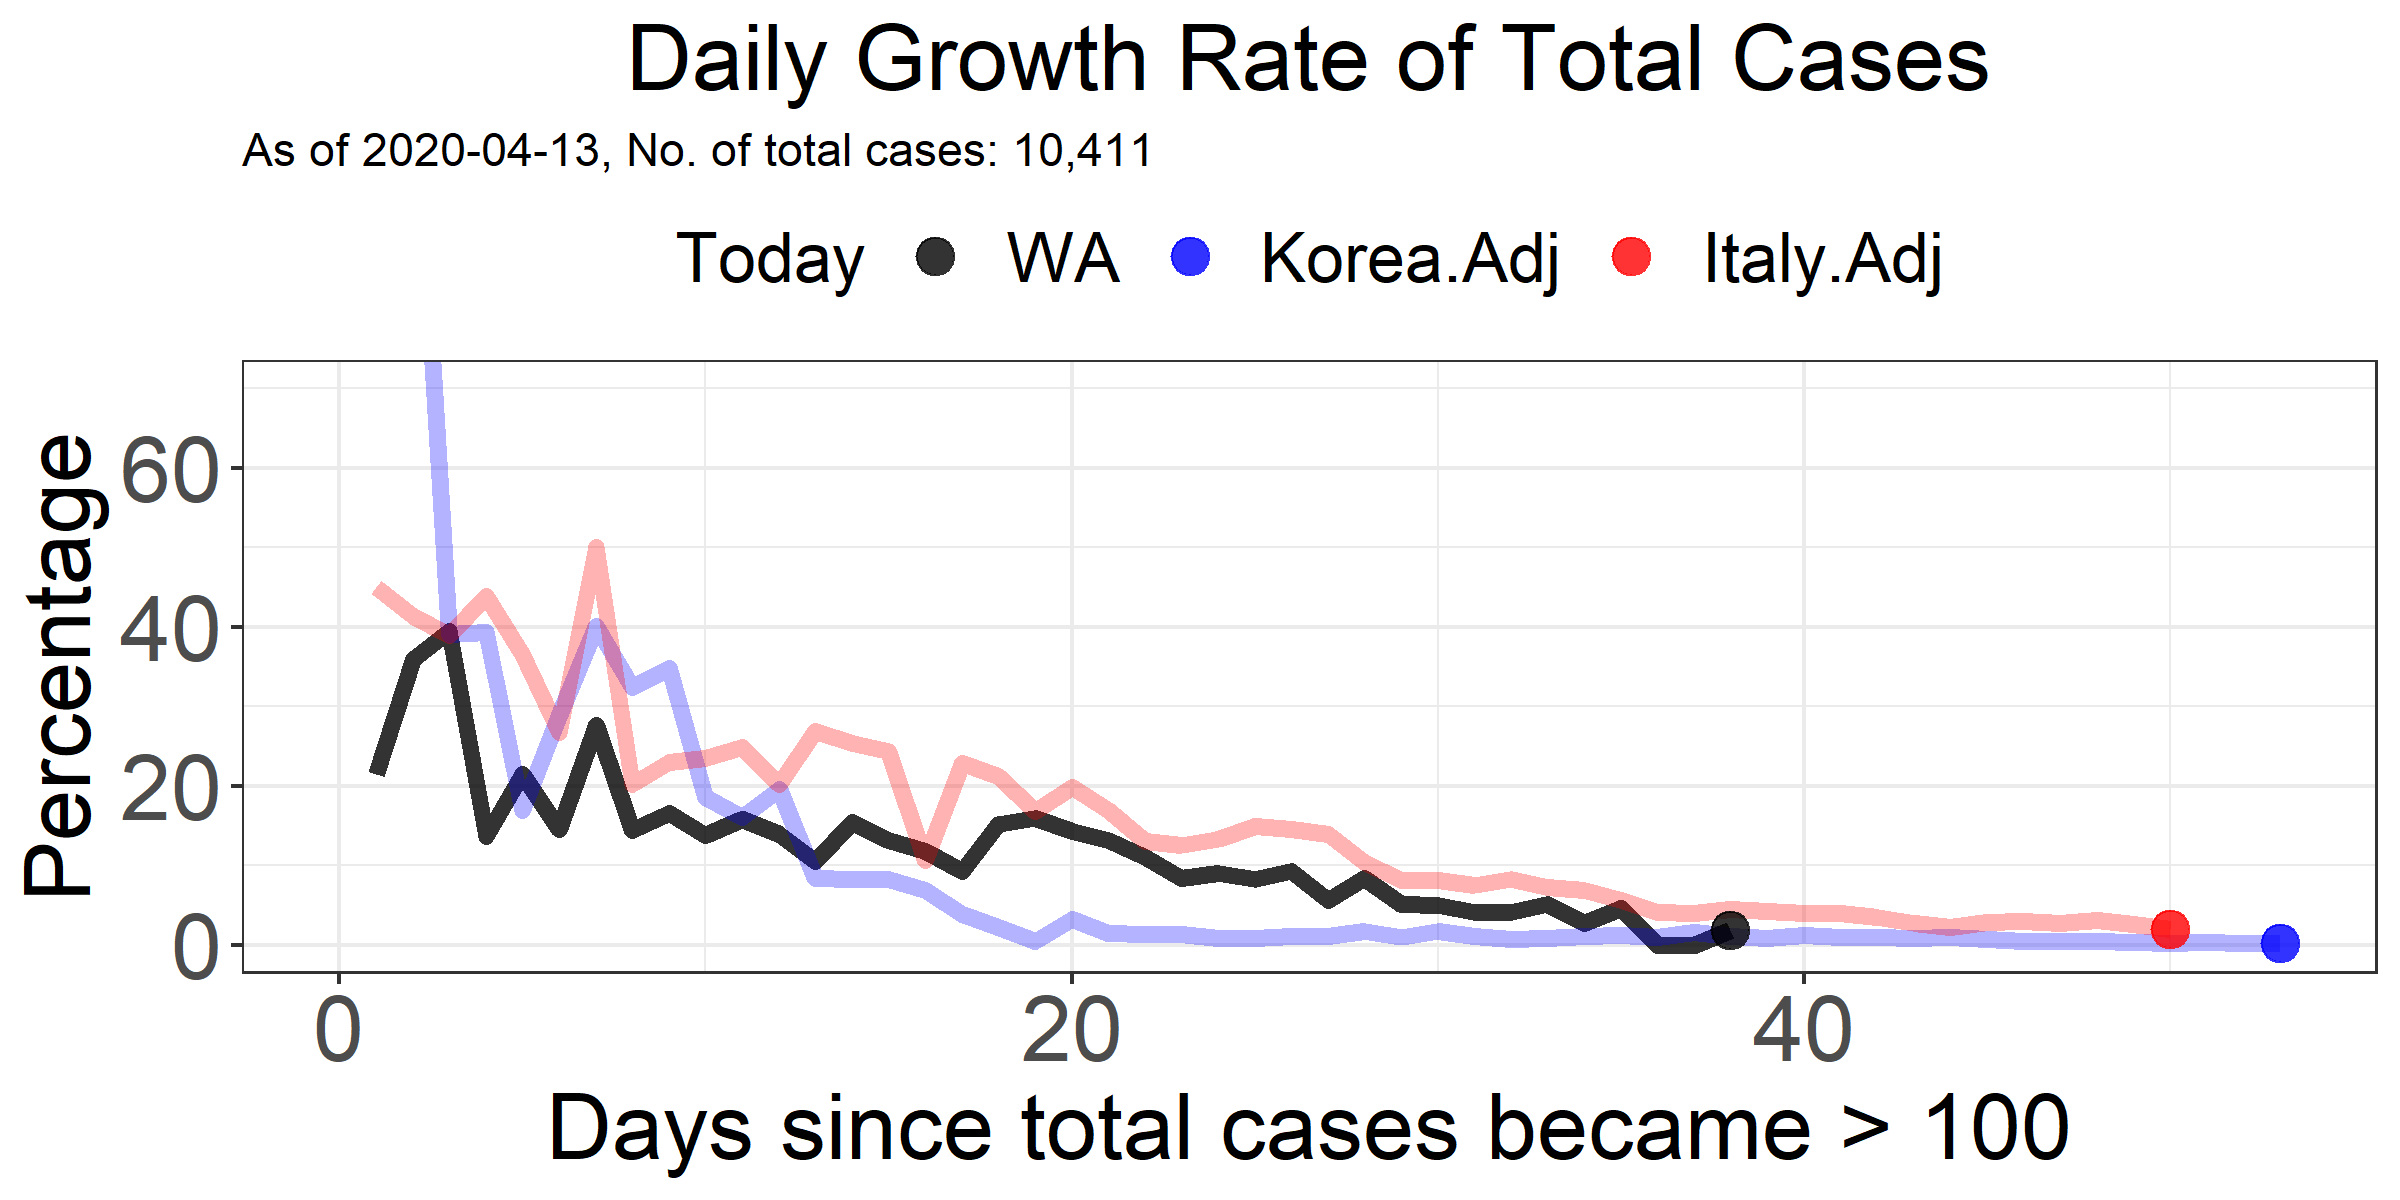 Daily Growth Rate of Total Cases
As of 2020-04-13, No. of total cases: 10,411
Today WA Korea.Adj Italy.Adj
Percentage
60
40
20
0
0 20 40
Days since total cases became > 100